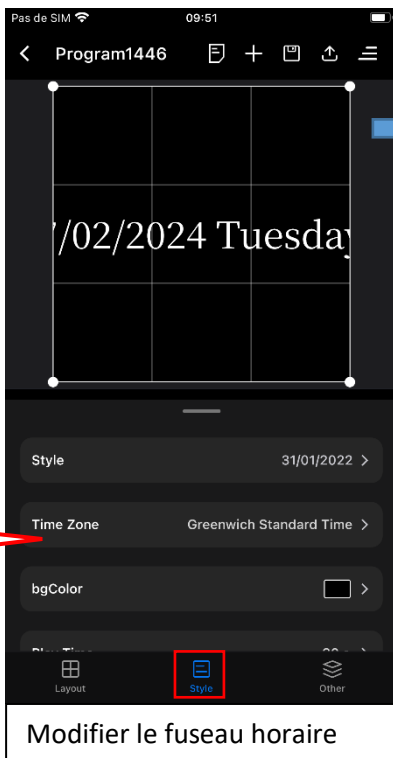 Pas de SIM 09:51
Program1446
/02/2024 Tuesday
Style 31/01/2022
Time Zone Greenwich Standard Time
bgColor
Layout Style Other
Modifier le fuseau horaire